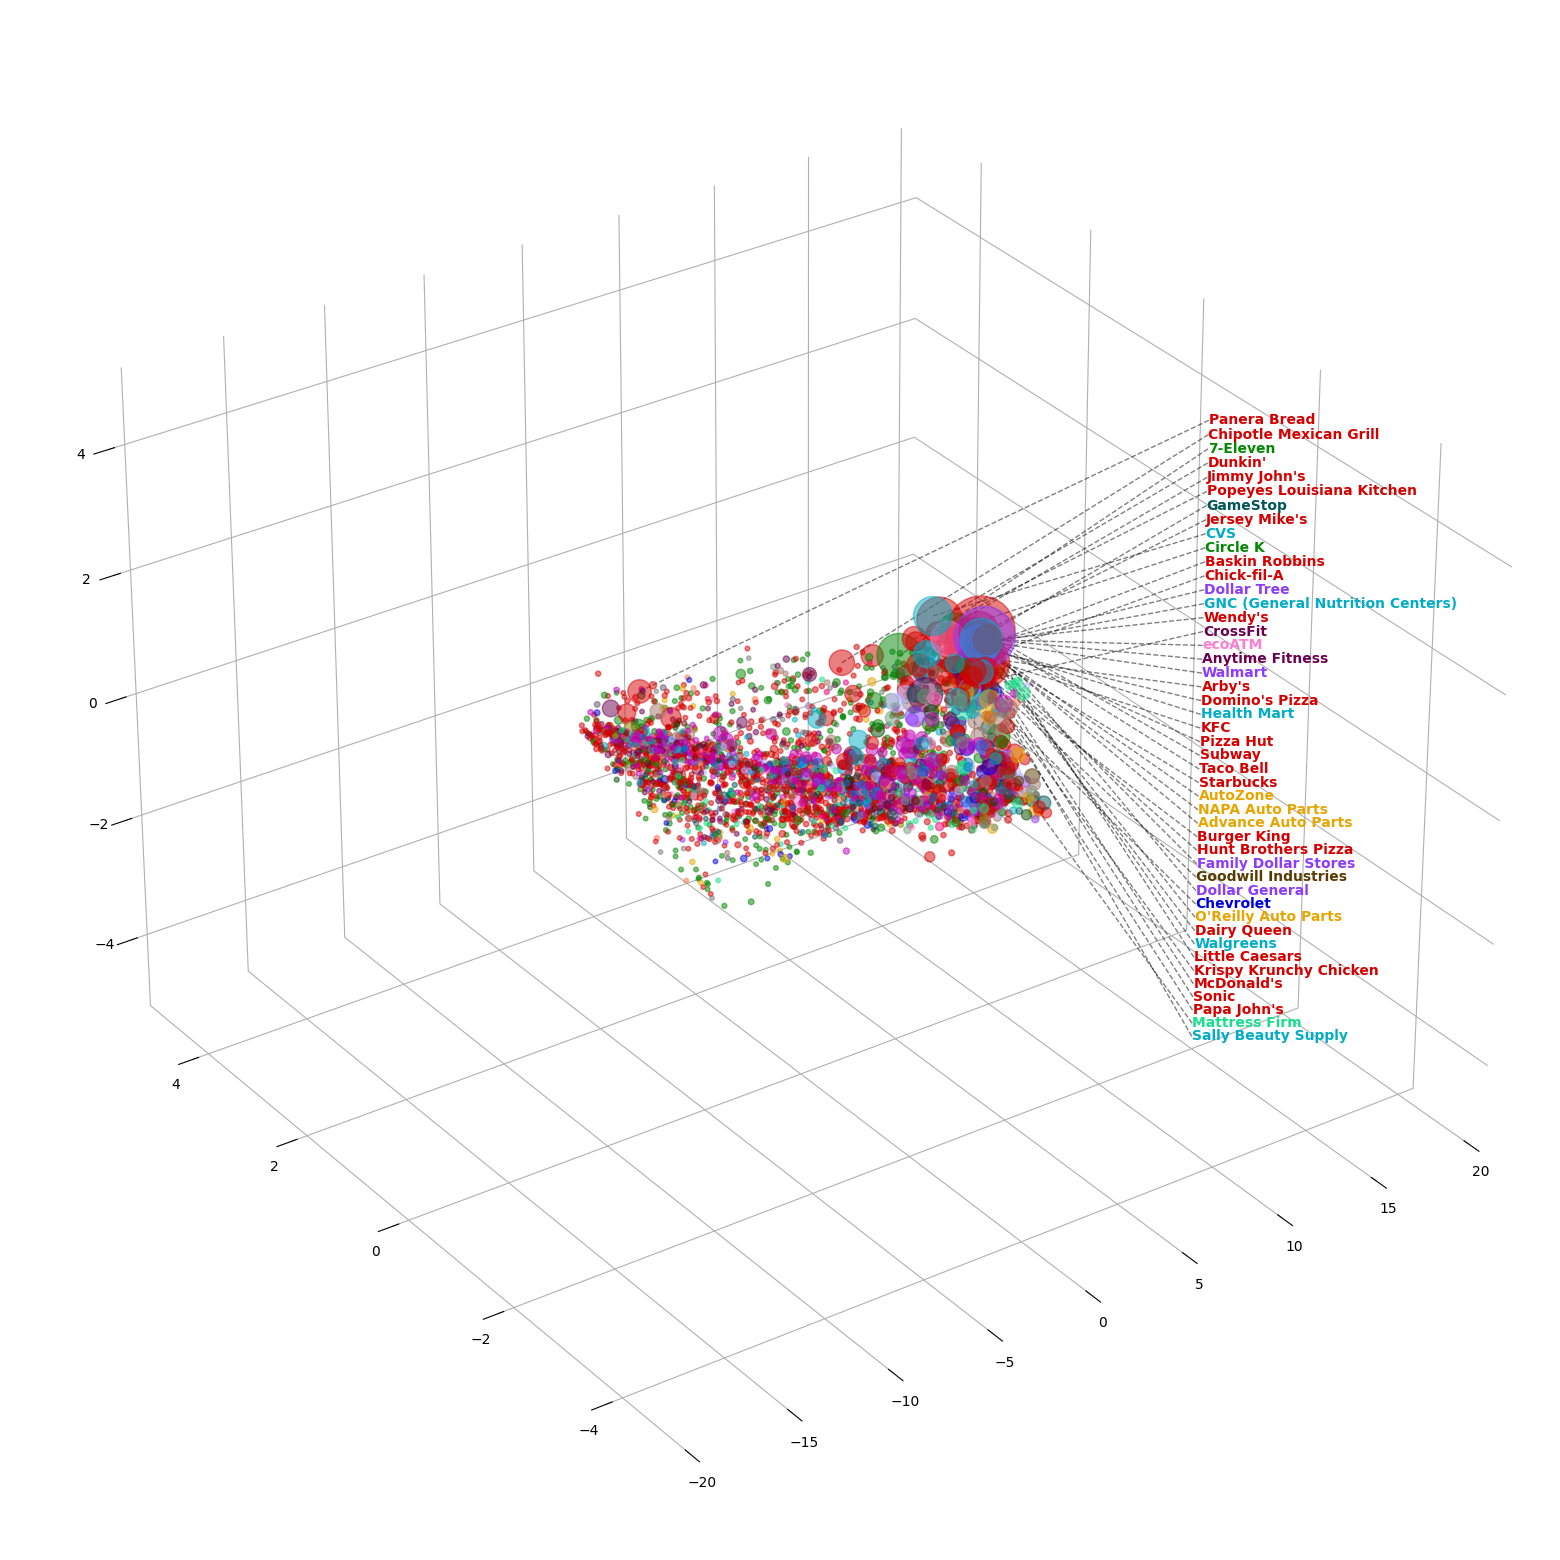 Panera Bread
Chipotle Mexican Grill
7-Eleven
Dunkin'
Jimmy John's
Popeyes Louisiana Kitchen
GameStop
Jersey Mike's
CVS
Circle K
Baskin Robbins
Chick-fil-A
Dollar Tree
GNC (General Nutrition Centers)
Wendy's
CrossFit
ecoATM
Anytime Fitness
Walmart
Arby's
Domino's Pizza
Health Mart
KFC
Pizza Hut
Subway
Taco Bell
Starbucks
AutoZone
NAPA Auto Parts
Advance Auto Parts
Burger King
Hunt Brothers Pizza
Family Dollar Stores
Goodwill Industries
Dollar General
Chevrolet
O'Reilly Auto Parts
Dairy Queen
Walgreens
Little Caesars
Krispy Krunchy Chicken
McDonald's
Sonic
Papa John's
Mattress Firm
Sally Beauty Supply
4
2
0
−2
−4
4
2
0
−2
−4
−20
−15
−10
−5
0
5
10
15
20